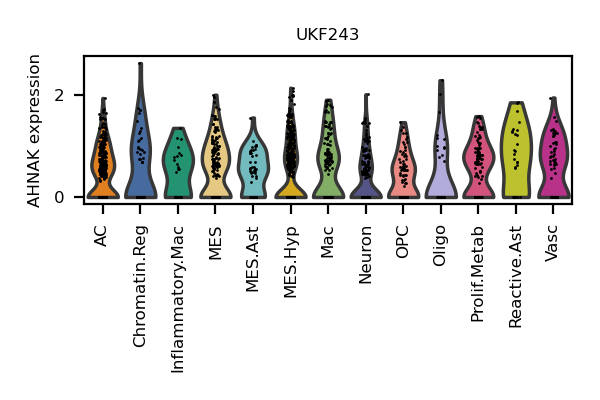 UKF243
AHNAK expression
2
0
AC
Chromatin.Reg
Inflammatory.Mac
MES
MES.Ast
MES.Hyp
Mac
Neuron
OPC
Oligo
Prolif.Metab
Reactive.Ast
Vasc